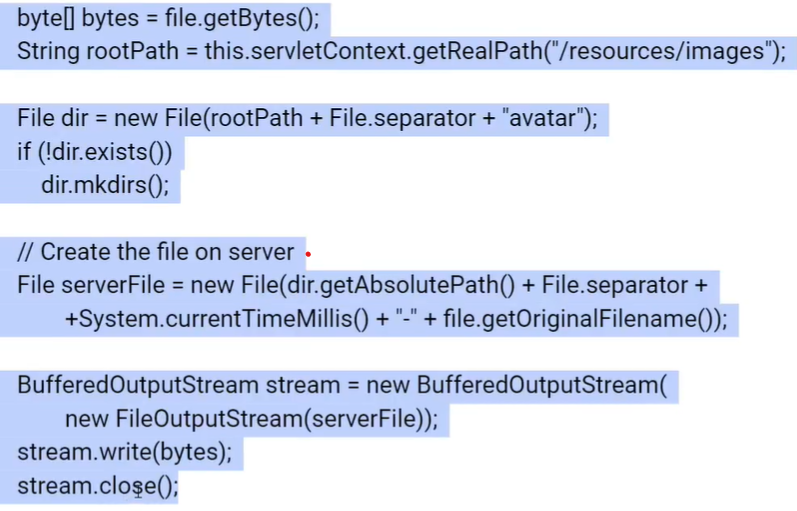 byte[] bytes = file.getBytes();
String rootPath = this.servletContext.getRealPath("/resources/images");
File dir = new File(rootPath + File.separator + "avatar");
if (!dir.exists())
dir.mkdirs();
// Create the file on server
File serverFile = new File(dir.getAbsolutePath() + File.separator +
+System.currentTimeMillis() + "-" + file.getOriginalFilename());
BufferedOutputStream stream = new BufferedOutputStream(
new FileOutputStream(serverFile));
stream.write(bytes);
stream.close();